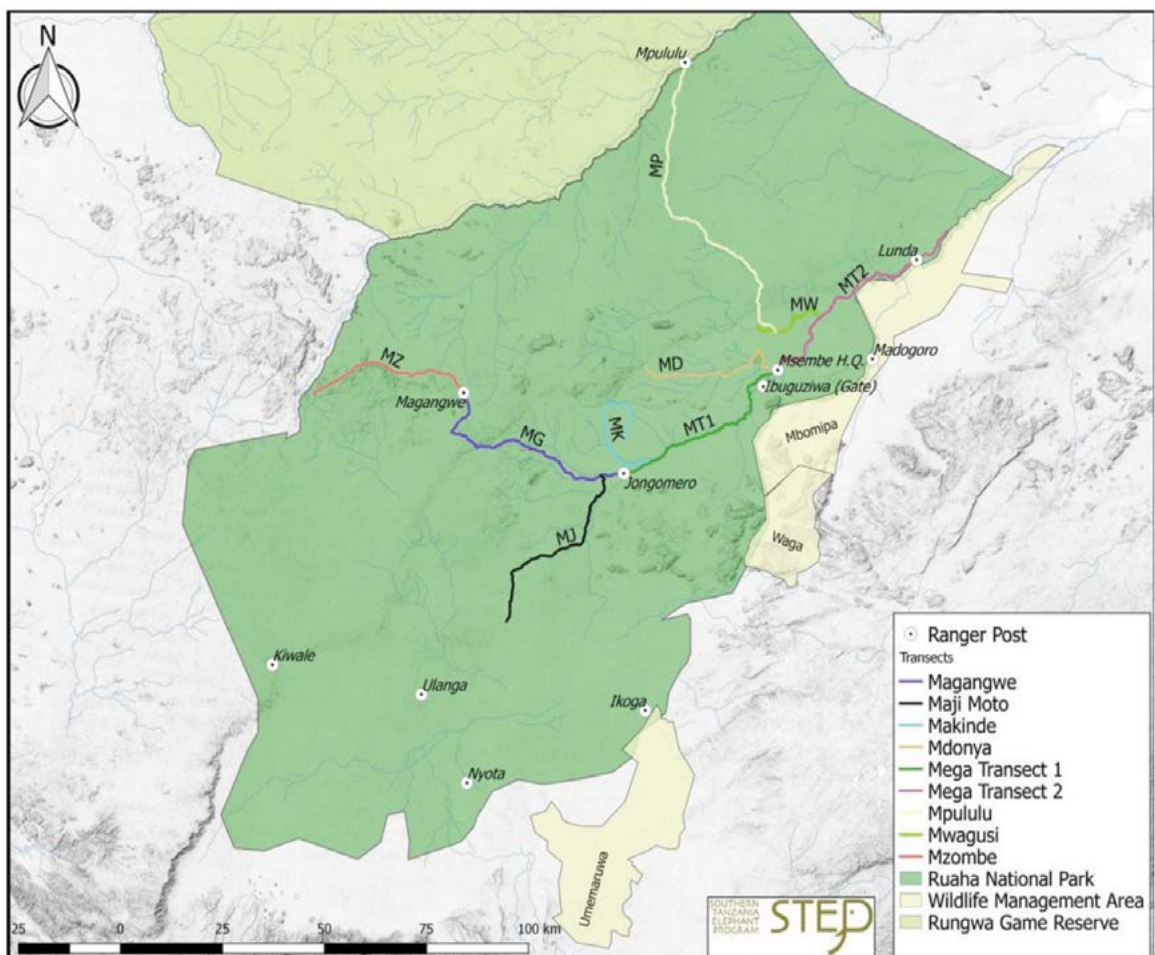 N
Mpululu
MP
Lunda
MT2
MW
MZ
MD
Msembe H.Q.
Madogoro
Ibuguziwa (Gate)
Magangwe
MK
MT1
Mbomipa
MG
Jongomero
Waga
MJ
Kiwale
Ulanga
Ikoga
Nyota
Umemaruwa
Ranger Post
Transects
Magangwe
Maji Moto
Makinde
Mdonya
Mega Transect 1
Mega Transect 2
Mpululu
Mwagusi
Mzombe
Ruaha National Park
Wildlife Management Area
Rungwa Game Reserve
SOUTHERN
TANZANIA
ELEPHANT
PROGRAM
STEP
25 0 25 50 75 100 km